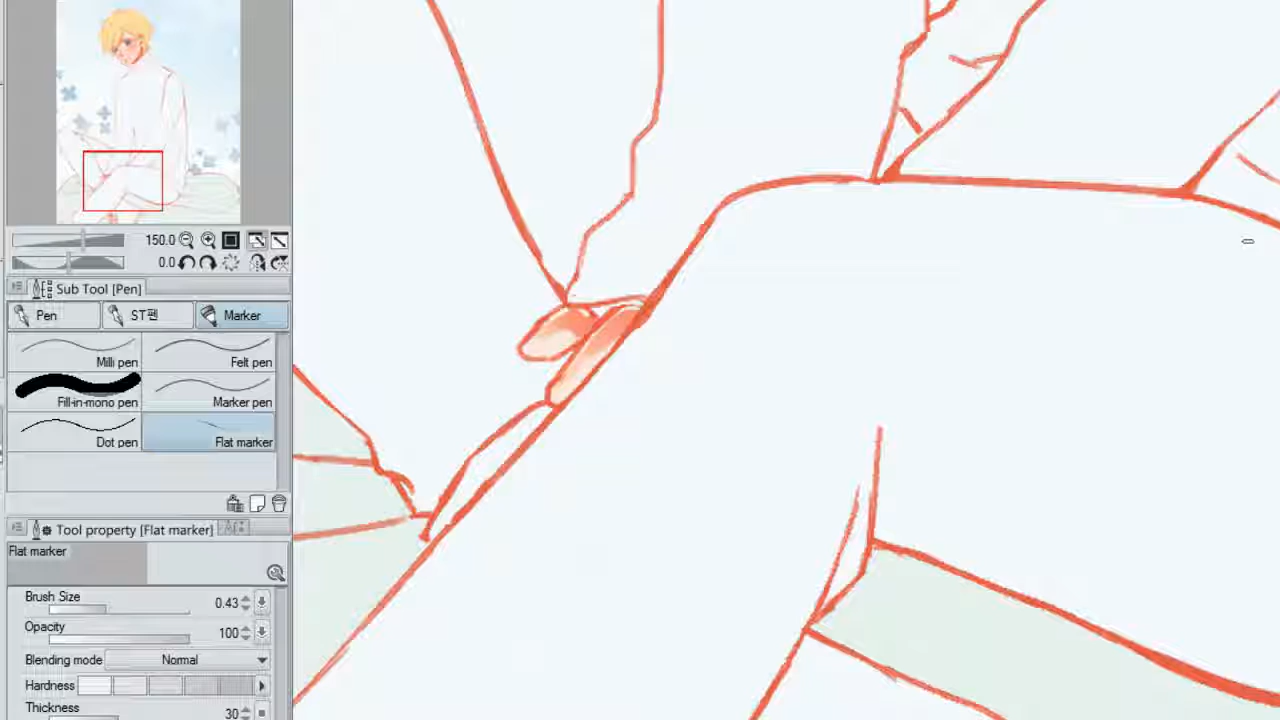 150.0
0.0
Sub Tool [Pen]
Pen
ST펜
Marker
Milli pen
Felt pen
Fill-in-mono pen
Marker pen
Dot pen
Flat marker
Tool property [Flat marker]
Flat marker
Brush Size
0.43
Opacity
100
Blending mode
Normal
Hardness
Thickness
30